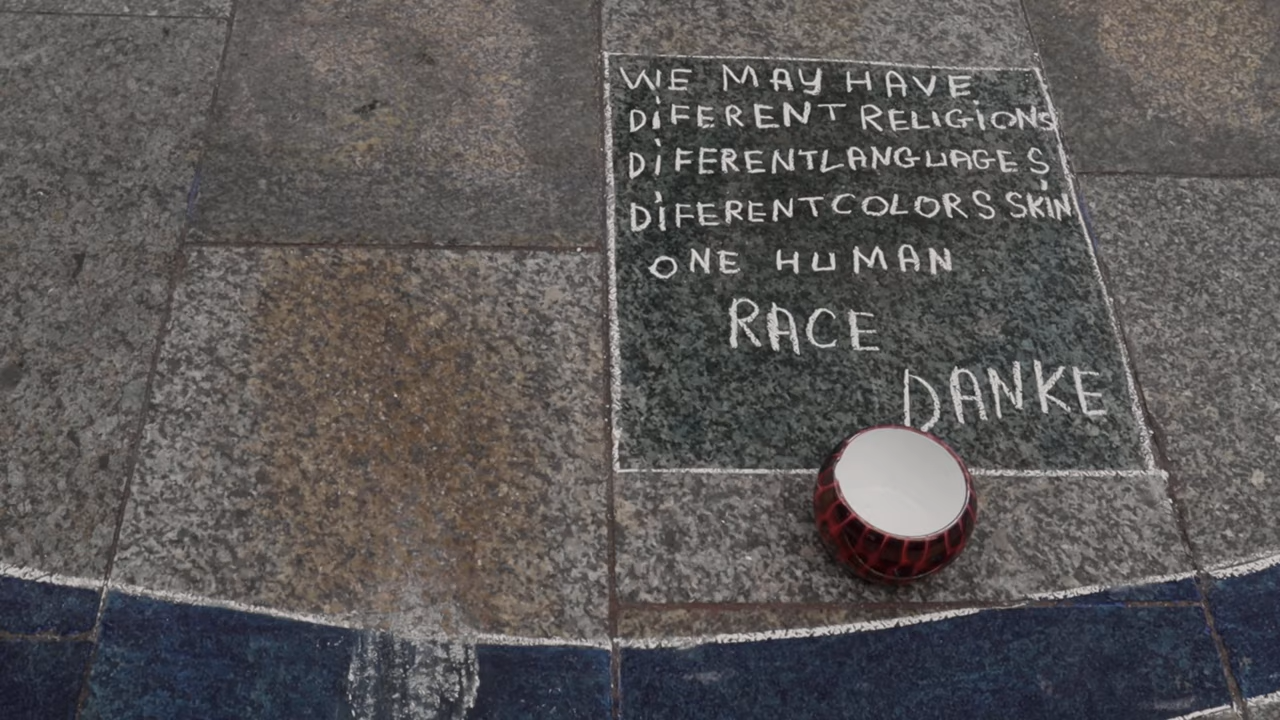 WE MAY HAVE
DiFERENT RELIGiONS
DiFERENTLANGUAGES
DiFERENTCOLORS SKiN
ONE HUMAN
RACE
DANKE